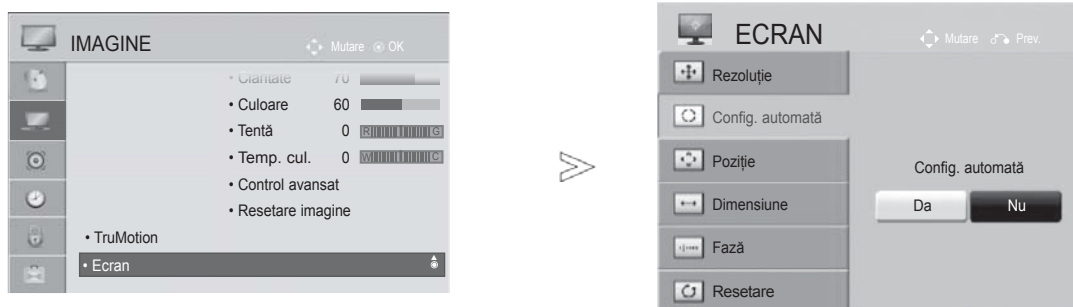 IMAGINE
Mutare OK
• Claritate 70
• Culoare 60
• Tentă 0 R G
• Temp. cul. 0 W C
• Control avansat
• Resetare imagine
• TruMotion
• Ecran
ECRAN
Mutare Prev.
Rezoluție
Config. automată
Poziție
Dimensiune
Fază
Resetare
Config. automată
Da Nu